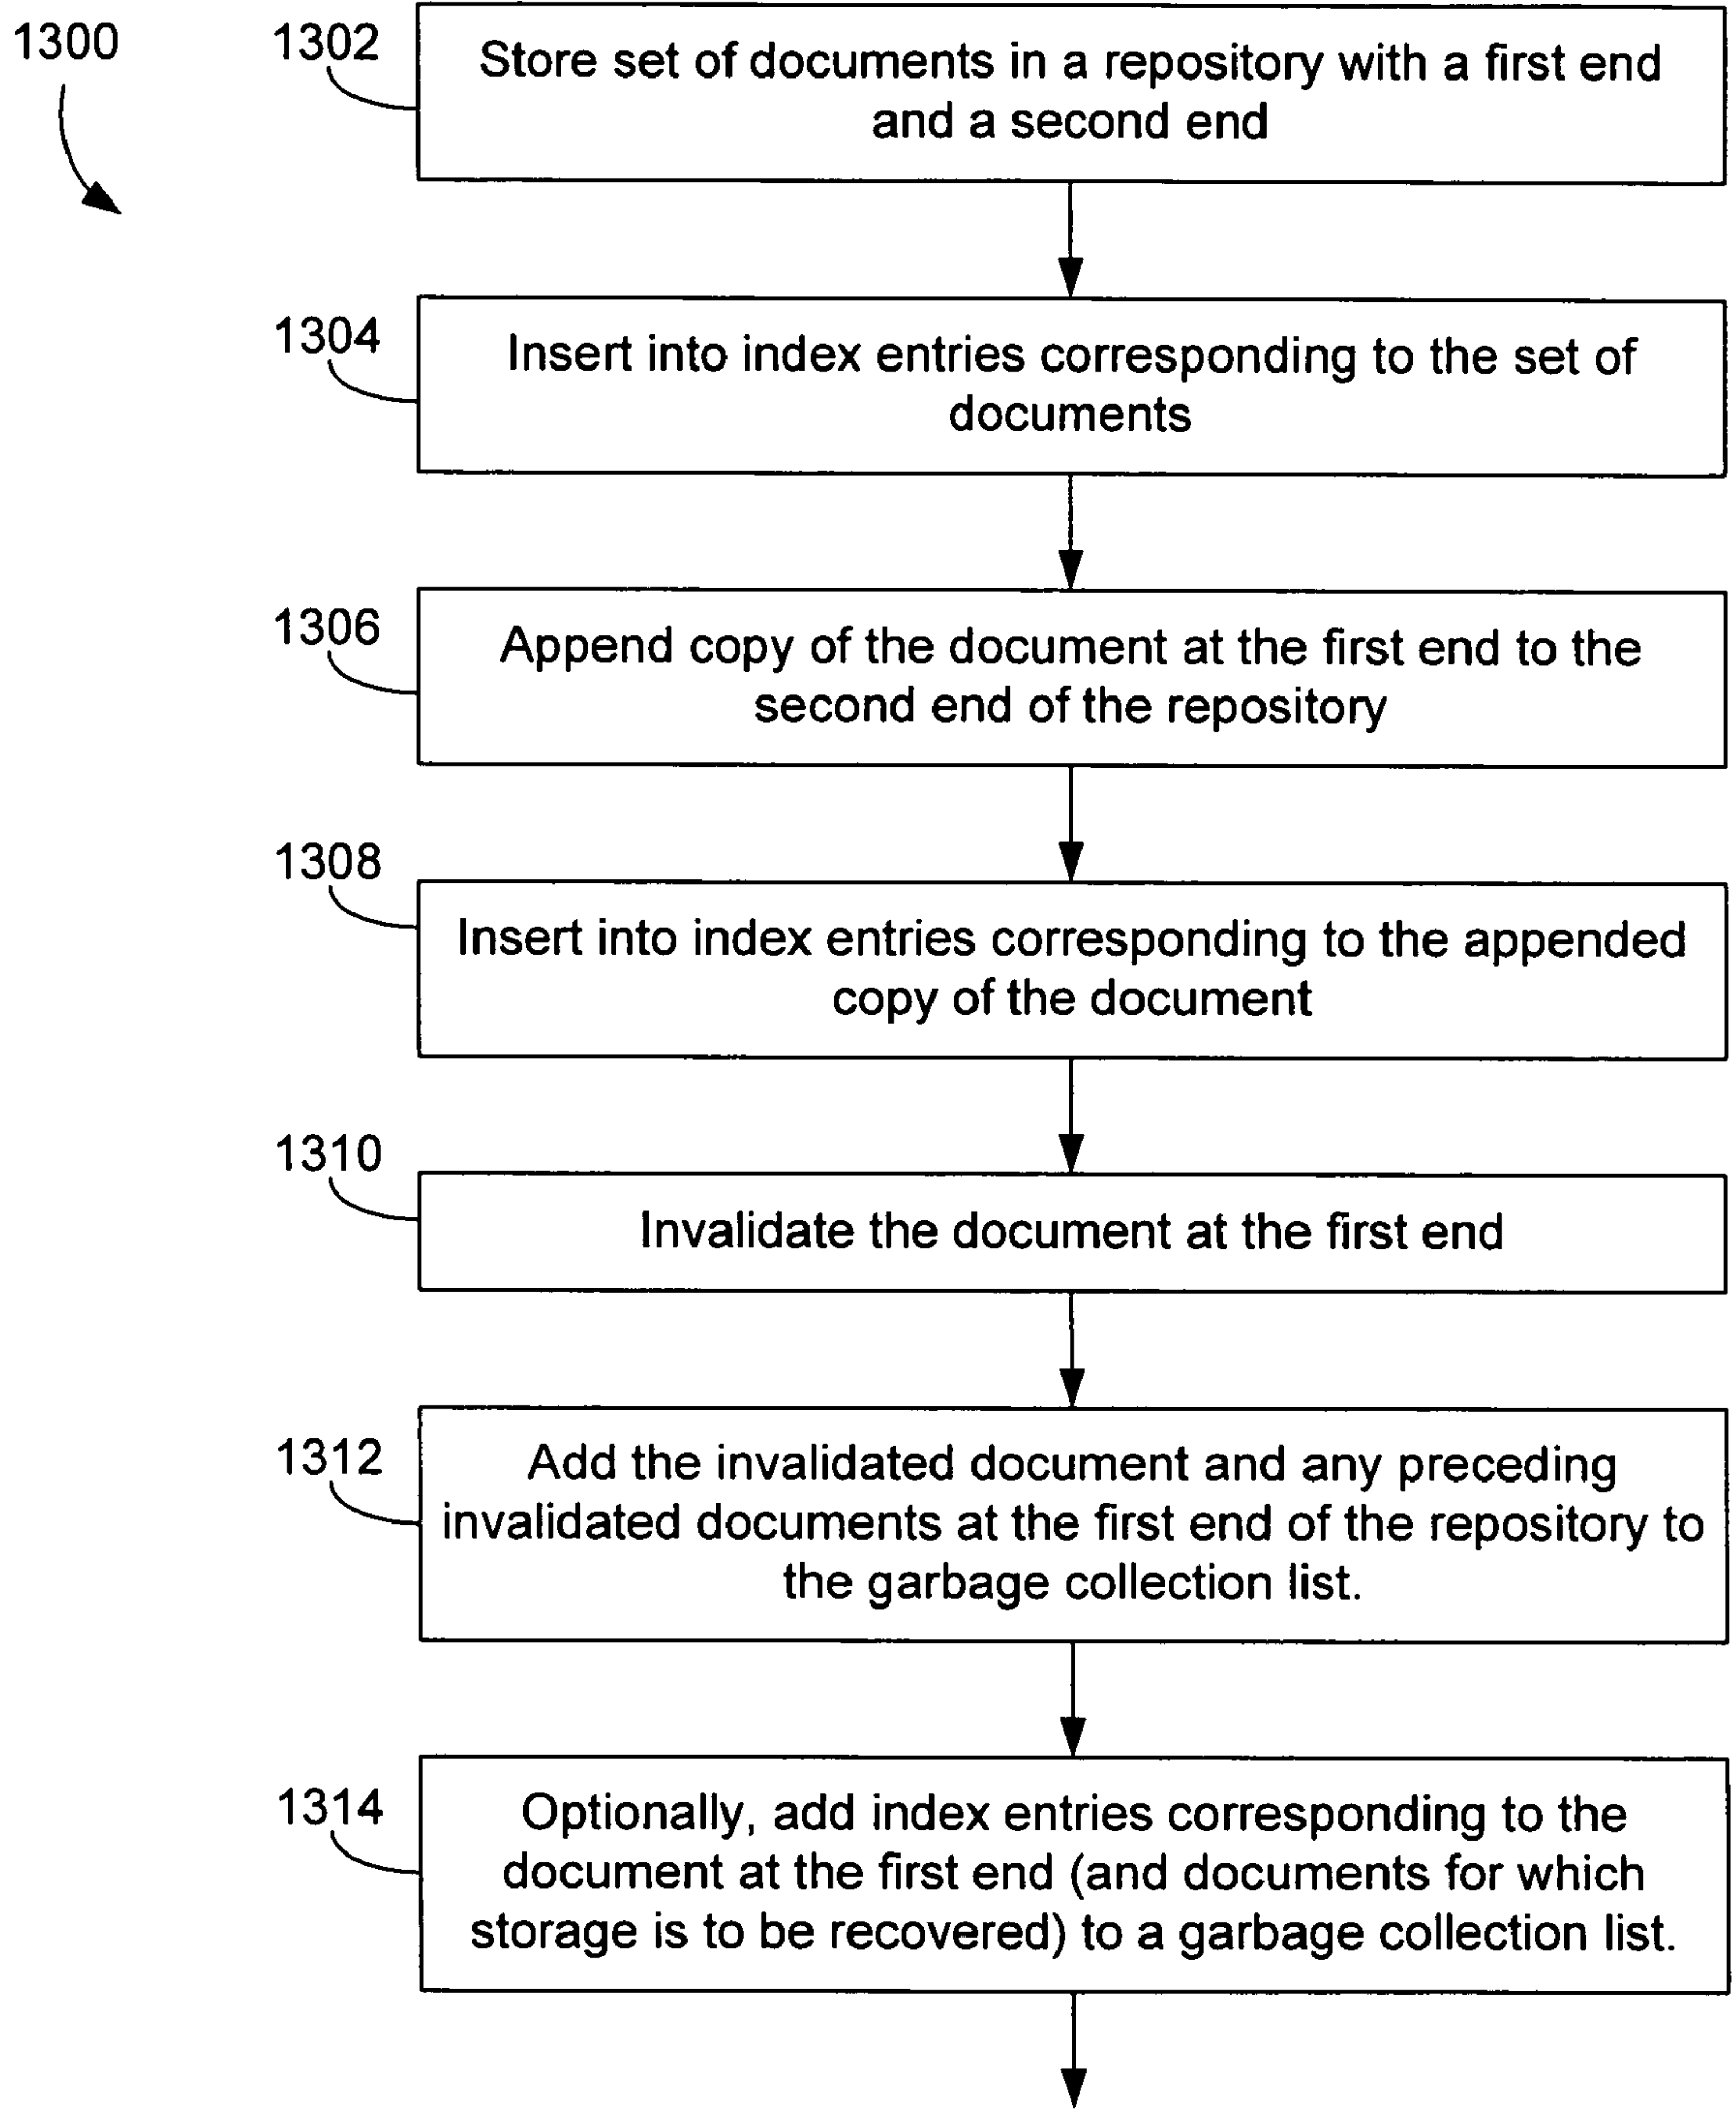 1300
1302
Store set of documents in a repository with a first end
and a second end
1304
Insert into index entries corresponding to the set of
documents
1306
Append copy of the document at the first end to the
second end of the repository
1308
Insert into index entries corresponding to the appended
copy of the document
1310
Invalidate the document at the first end
1312
Add the invalidated document and any preceding
invalidated documents at the first end of the repository to
the garbage collection list.
1314
Optionally, add index entries corresponding to the
document at the first end (and documents for which
storage is to be recovered) to a garbage collection list.